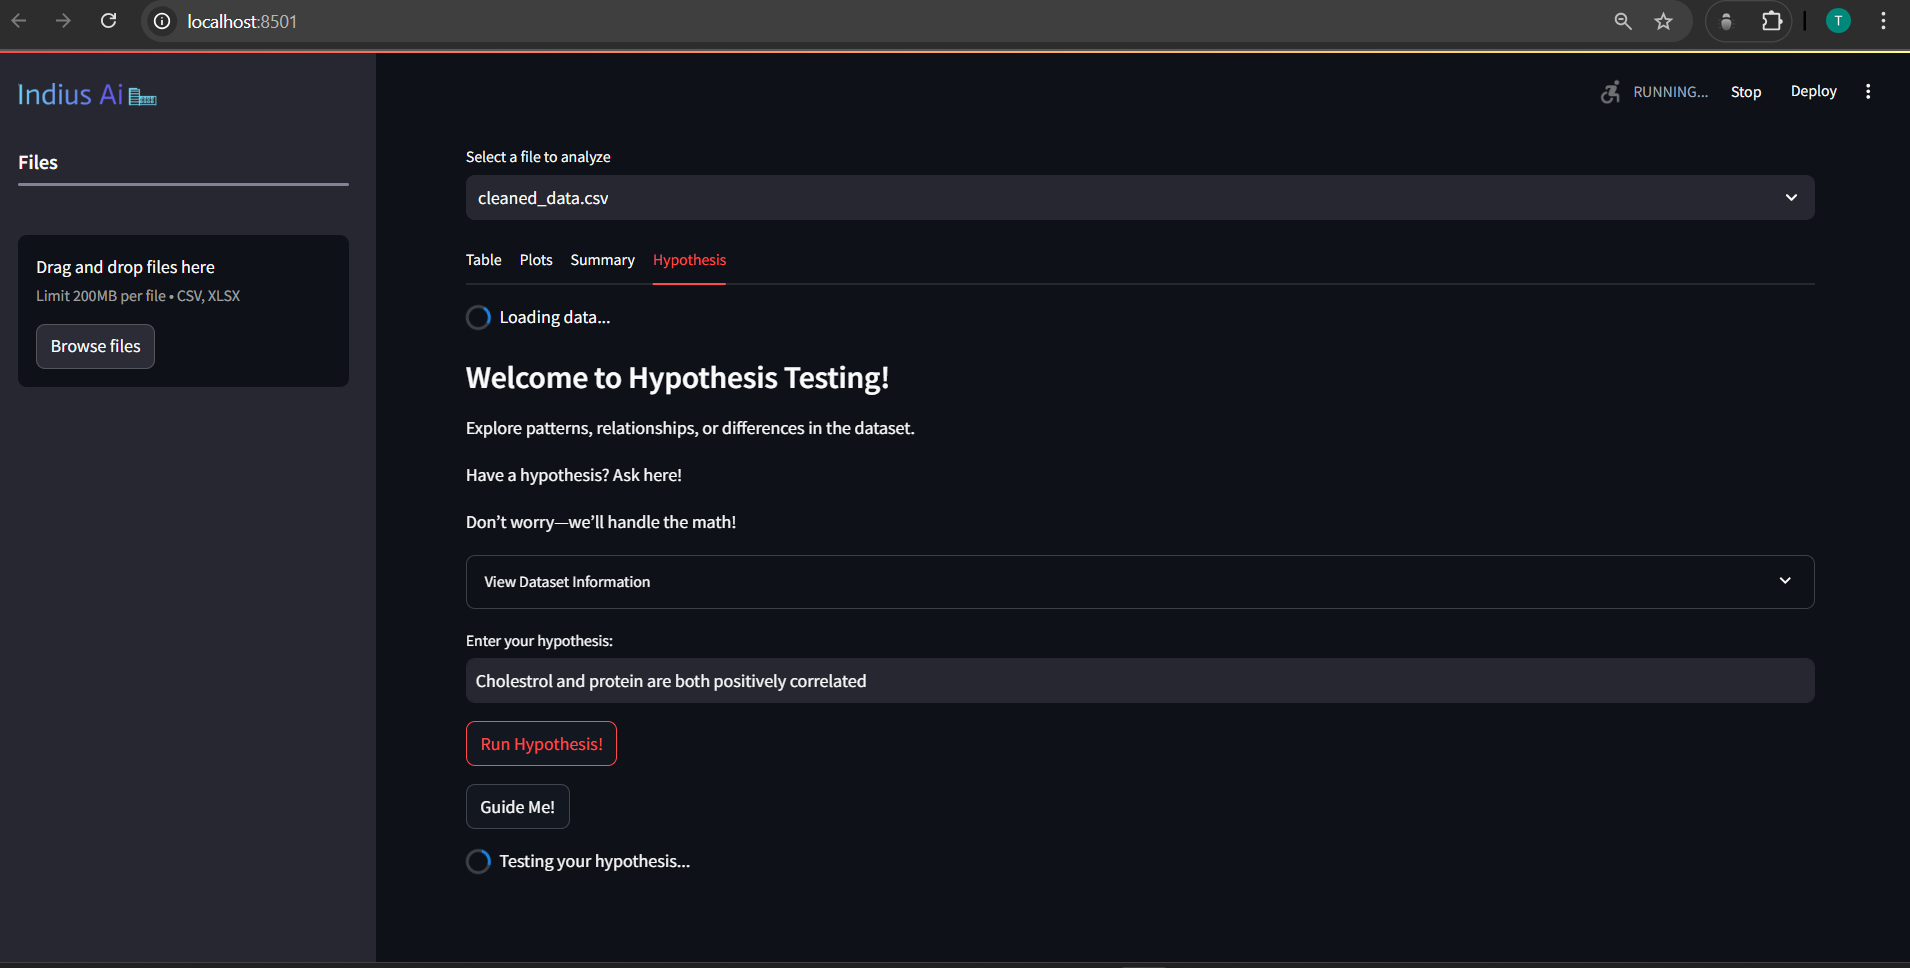 localhost:8501
T
Indius Ai
RUNNING...
Stop
Deploy
Files
Drag and drop files here
Limit 200MB per file • CSV, XLSX
Browse files
Select a file to analyze
cleaned_data.csv
Table
Plots
Summary
Hypothesis
Loading data...
Welcome to Hypothesis Testing!
Explore patterns, relationships, or differences in the dataset.
Have a hypothesis? Ask here!
Don’t worry—we’ll handle the math!
View Dataset Information
Enter your hypothesis:
Cholestrol and protein are both positively correlated
Run Hypothesis!
Guide Me!
Testing your hypothesis...